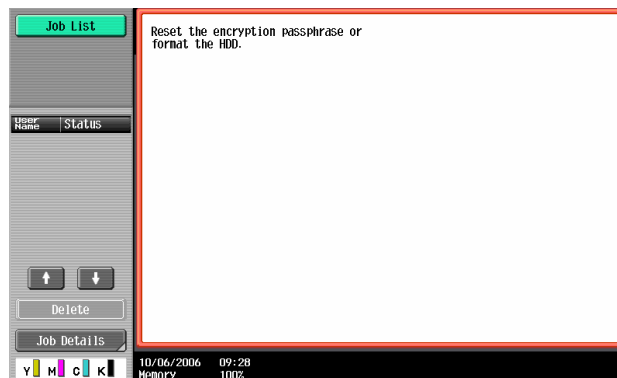 Job List
Reset the encryption passphrase or
format the HDD.
User Name Status
Delete
Job Details
Y M C K
10/06/2006 09:28
Memory 100%